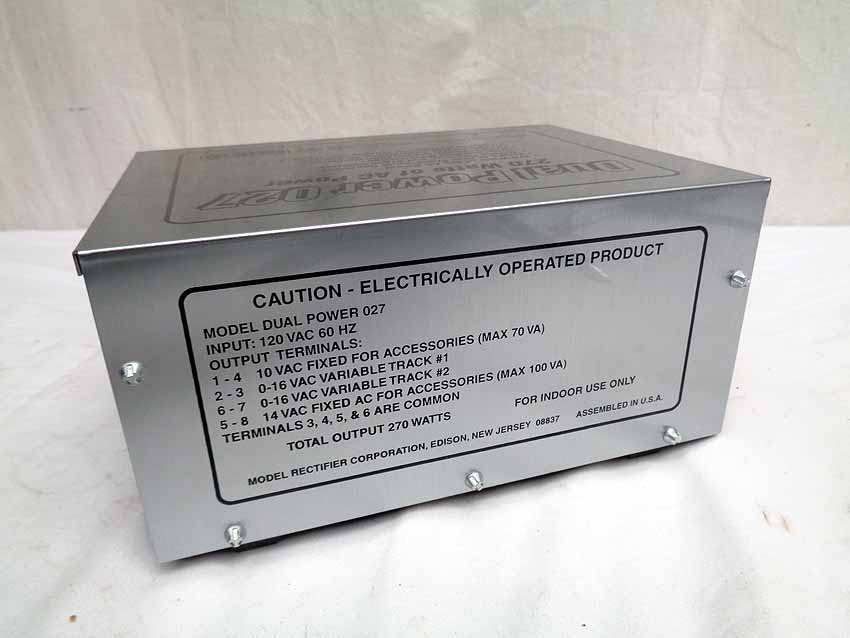 Dual Power 027
270 Watts of AC Power
CAUTION - ELECTRICALLY OPERATED PRODUCT
MODEL DUAL POWER 027
INPUT: 120 VAC 60 HZ
OUTPUT TERMINALS:
1 - 4 10 VAC FIXED FOR ACCESSORIES (MAX 70 VA)
2 - 3 0-16 VAC VARIABLE TRACK #1
6 - 7 0-16 VAC VARIABLE TRACK #2
5 - 8 14 VAC FIXED AC FOR ACCESSORIES (MAX 100 VA)
TERMINALS 3, 4, 5, & 6 ARE COMMON
FOR INDOOR USE ONLY
TOTAL OUTPUT 270 WATTS
MODEL RECTIFIER CORPORATION, EDISON, NEW JERSEY 08837 ASSEMBLED IN U.S.A.